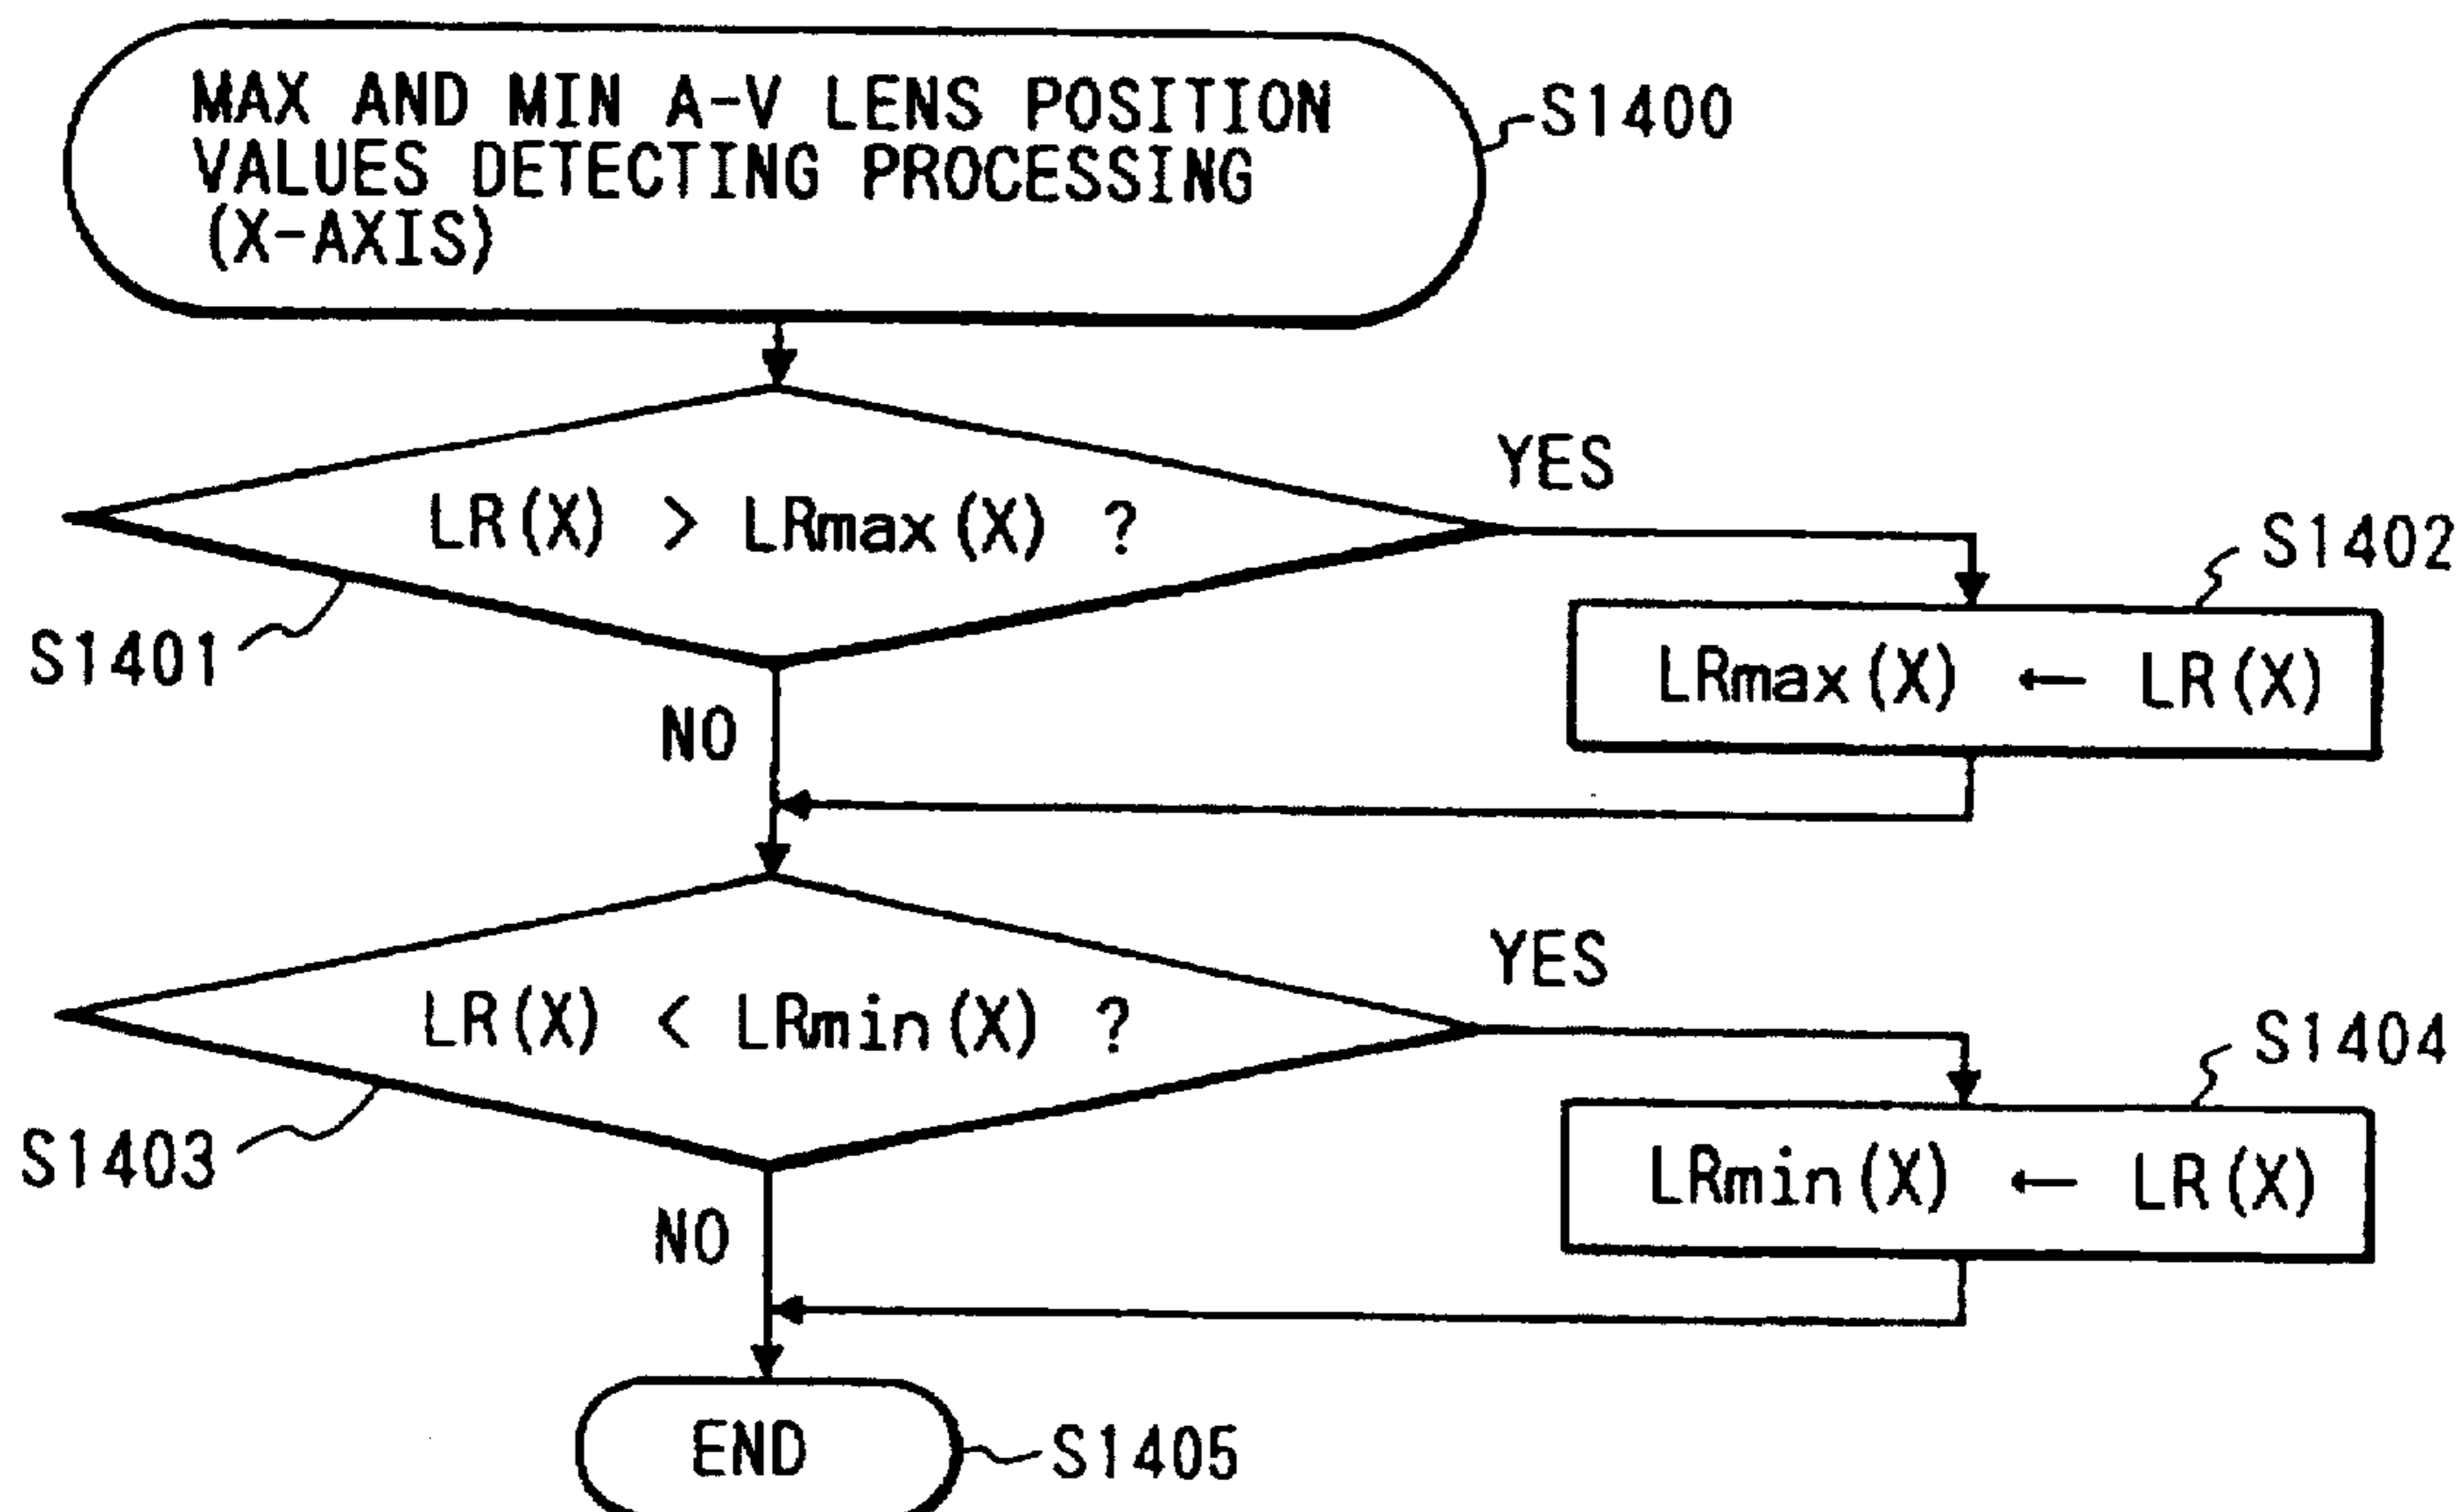 MAX AND MIN A-V LENS POSITION
VALUES DETECTING PROCESSING
(X-AXIS)
S1400
LR(X) > LRmax(X) ?
YES
S1401
S1402
LRmax(X) ← LR(X)
NO
LR(X) < LRmin(X) ?
YES
S1403
S1404
LRmin(X) ← LR(X)
NO
END
S1405